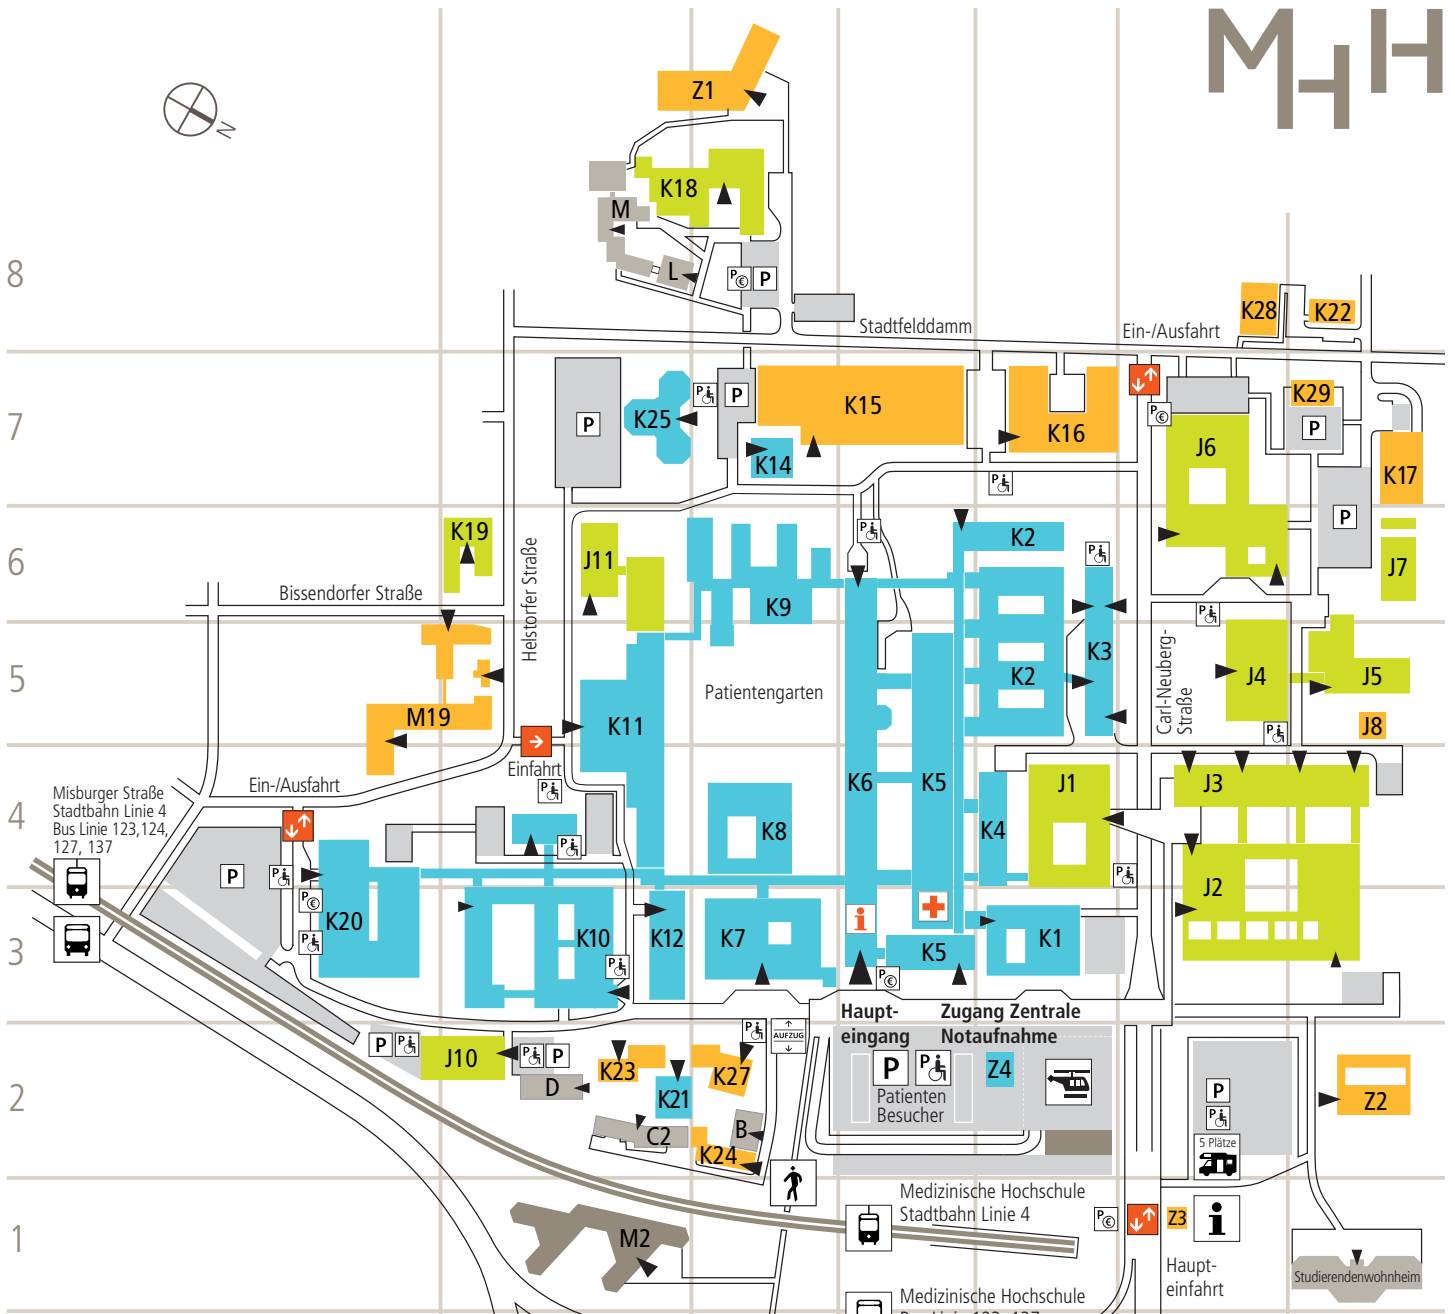 MHH
N
Z1
K18
M
L
P€
P
8
Stadtfelddamm
Ein-/Ausfahrt
K28
K22
7
P
K25
P
P
K15
K14
K16
P€
K29
P
J6
K17
P
P
P
6
K19
J11
K9
K2
P
J7
Bissendorfer Straße
Helstorfer Straße
5
M19
K11
Patientengarten
K2
K3
Carl-Neuberg-
Straße
P
J4
J5
J8
P
Einfahrt
P
4
Misburger Straße
Stadtbahn Linie 4
Bus Linie 123,124,
127, 137
Ein-/Ausfahrt
P
P
P
K8
K6
K5
K4
J1
P
J3
J2
3
P€
P
K20
K10
P
K12
K7
i
K5
K1
P€
Haupt-
eingang
Zugang Zentrale
Notaufnahme
2
P
P
J10
P
P
D
K23
K21
K27
P
AUFZUG
P
P
Patienten
Besucher
Z4
C2
B
K24
P
P
5 Plätze
Z2
1
M2
Medizinische Hochschule
Stadtbahn Linie 4
P€
Z3
i
Haupt-
einfahrt
Studierendenwohnheim
Medizinische Hochschule